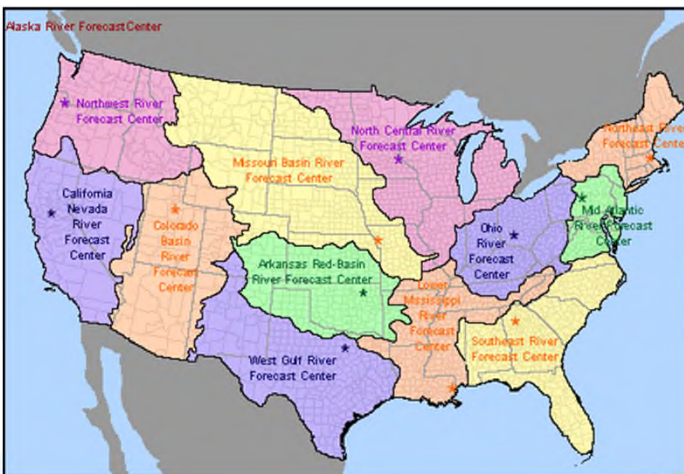 Alaska River ForecastCenter
Northwest River
Forecast Center
North Central River
Forecast Center
Northeast River
Forecast Center
Missouri Basin River
Forecast Center
California
Nevada
River
Forecast
Center
Colorado
Basin
River
Forecast
Center
Ohio
River
Forecast
Center
Mid Atlantic
River Forecast
Center
Arkansas Red-Basin
River Forecast Center
Lower
Mississippi
River
Forecast
Center
Southeast River
Forecast Center
West Gulf River
Forecast Center